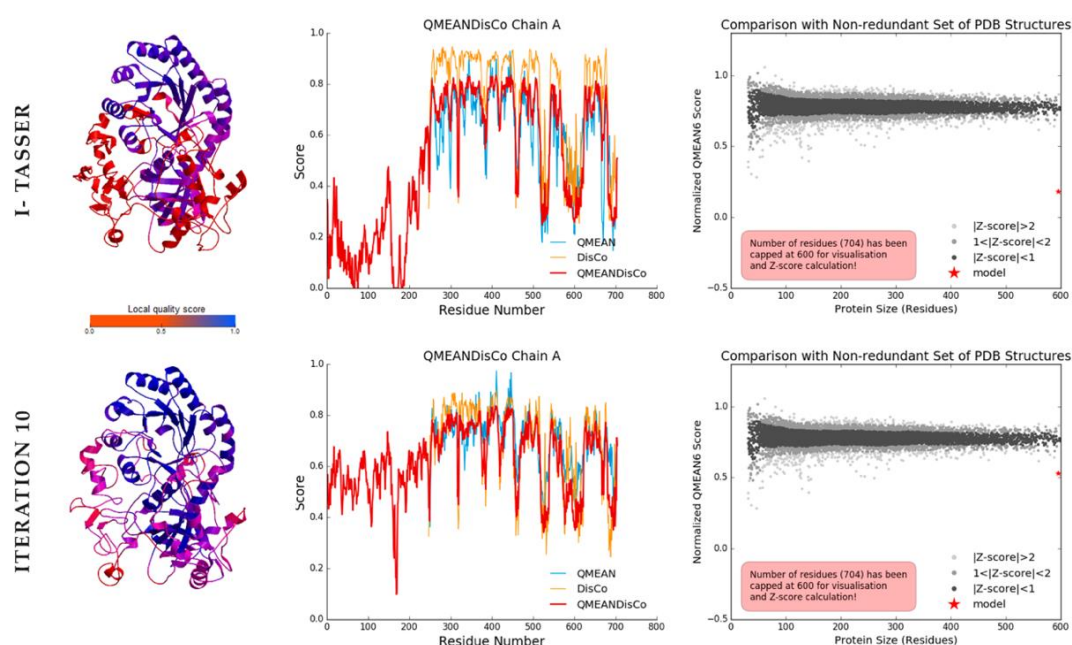 I- TASSER
QMEANDisCo Chain A
1.0
0.8
0.6
0.4
0.2
0.0
Score
0 100 200 300 400 500 600 700 800
Residue Number
QMEAN
DisCo
QMEANDisCo
Comparison with Non-redundant Set of PDB Structures
1.0
0.5
0.0
−0.5
Normalized QMEAN6 Score
0 100 200 300 400 500 600
Protein Size (Residues)
Number of residues (704) has been
capped at 600 for visualisation
and Z-score calculation!
|Z-score|>2
1<|Z-score|<2
|Z-score|<1
model
Local quality score
0.0 0.5 1.0
ITERATION 10
QMEANDisCo Chain A
1.0
0.8
0.6
0.4
0.2
0.0
Score
0 100 200 300 400 500 600 700 800
Residue Number
QMEAN
DisCo
QMEANDisCo
Comparison with Non-redundant Set of PDB Structures
1.0
0.5
0.0
−0.5
Normalized QMEAN6 Score
0 100 200 300 400 500 600
Protein Size (Residues)
Number of residues (704) has been
capped at 600 for visualisation
and Z-score calculation!
|Z-score|>2
1<|Z-score|<2
|Z-score|<1
model